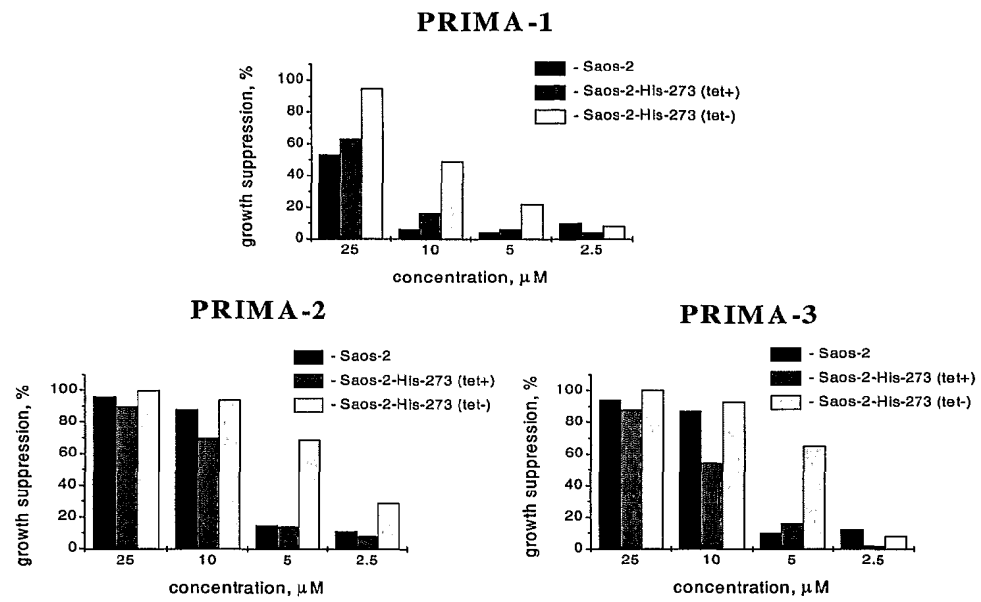 PRIMA-1
- Saos-2
- Saos-2-His-273 (tet+)
- Saos-2-His-273 (tet-)
growth suppression, %
100
80
60
40
20
0
25 10 5 2.5
concentration, µM
PRIMA-2
- Saos-2
- Saos-2-His-273 (tet+)
- Saos-2-His-273 (tet-)
growth suppression, %
100
80
60
40
20
0
25 10 5 2.5
concentration, µM
PRIMA-3
- Saos-2
- Saos-2-His-273 (tet+)
- Saos-2-His-273 (tet-)
growth suppression, %
100
80
60
40
20
0
25 10 5 2.5
concentration, µM